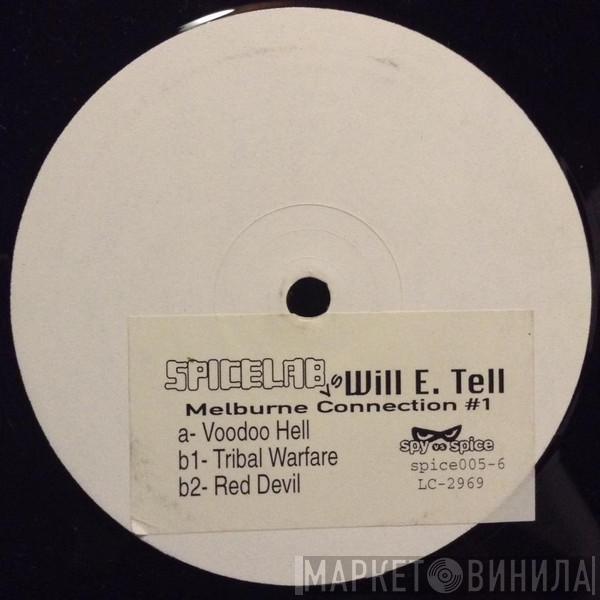 SPICELAB vs Will E. Tell
Melburne Connection #1
a- Voodoo Hell
b1- Tribal Warfare
b2- Red Devil
spy vs spice
spice005-6
LC-2969
МАРКЕТ ВИНИЛА